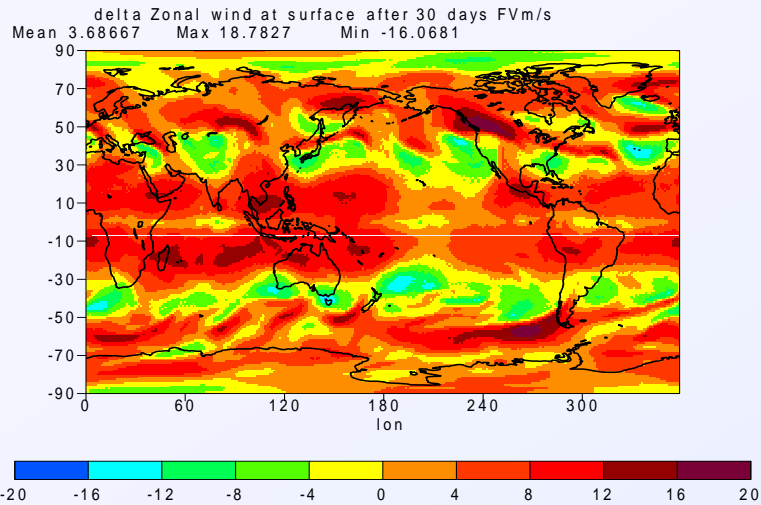 delta Zonal wind at surface after 30 days FVm/s
Mean 3.68667 Max 18.7827 Min -16.0681
90
70
50
30
10
-10
-30
-50
-70
-90
0 60 120 180 240 300
lon
-20 -16 -12 -8 -4 0 4 8 12 16 20